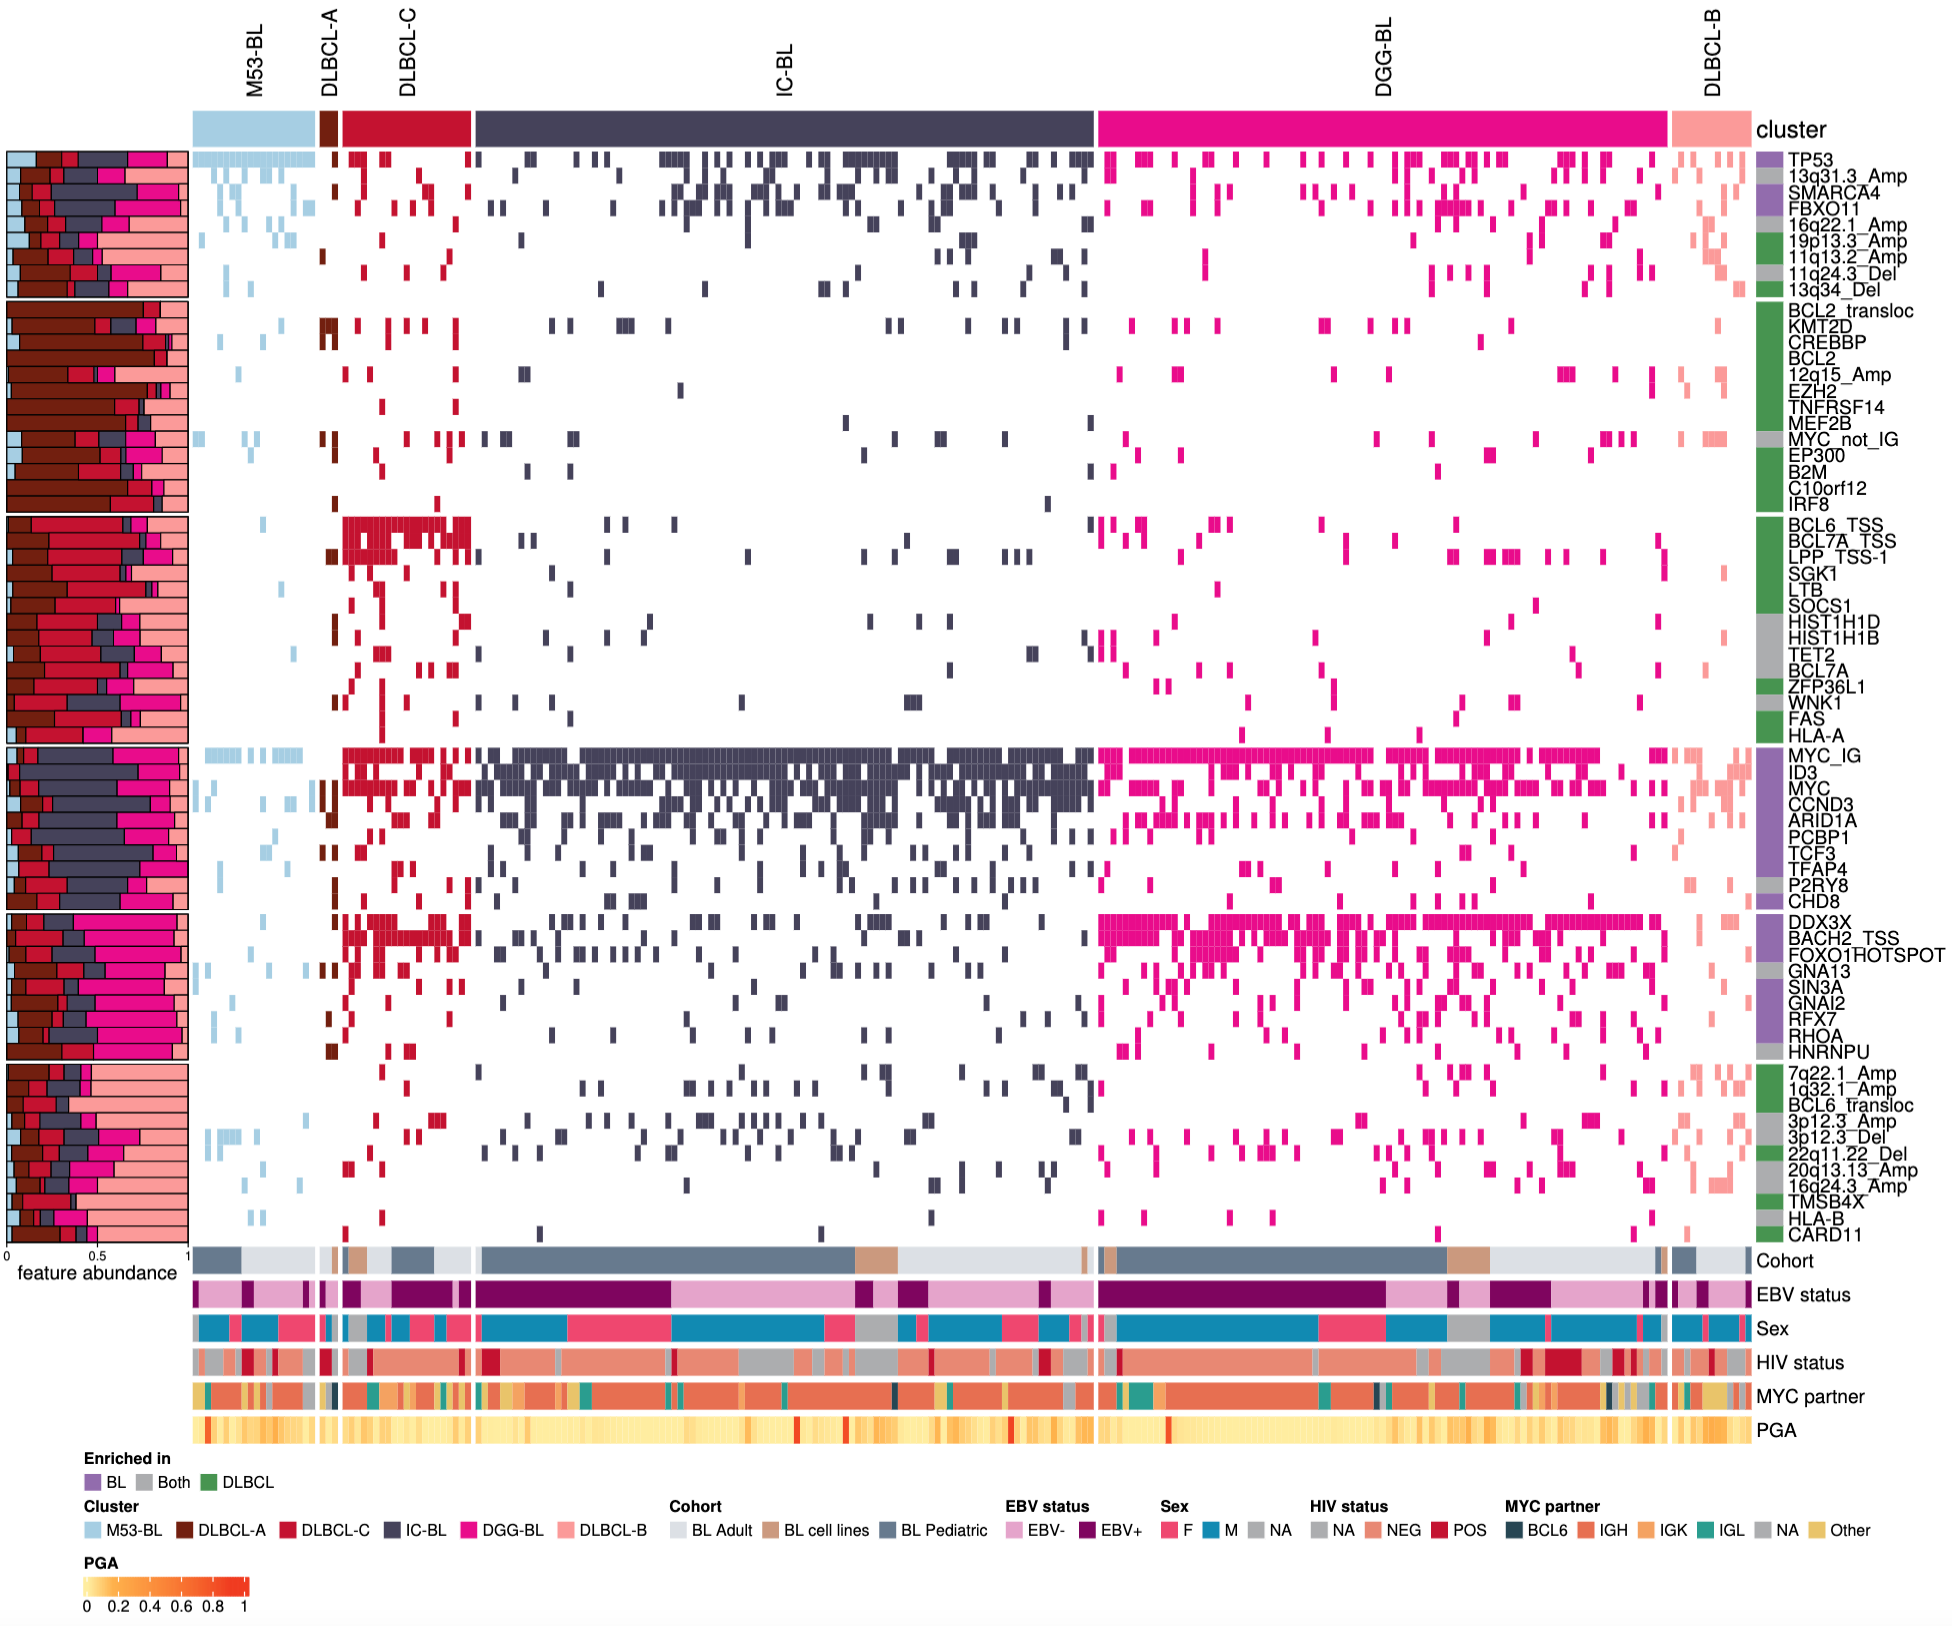 M53-BL
DLBCL-A
DLBCL-C
IC-BL
DGG-BL
DLBCL-B
cluster
TP53
13q31.3_Amp
SMARCA4
FBXO11
16q22.1_Amp
19p13.3_Amp
11q13.2_Amp
11q24.3_Del
13q34_Del
BCL2_transloc
KMT2D
CREBBP
BCL2
12q15_Amp
EZH2
TNFRSF14
MEF2B
MYC_not_IG
EP300
B2M
C10orf12
IRF8
BCL6_TSS
BCL7A_TSS
LPP_TSS-1
SGK1
LTB
SOCS1
HIST1H1D
HIST1H1B
TET2
BCL7A
ZFP36L1
WNK1
FAS
HLA-A
MYC_IG
ID3
MYC
CCND3
ARID1A
PCBP1
TCF3
TFAP4
P2RY8
CHD8
DDX3X
BACH2_TSS
FOXO1HOTSPOT
GNA13
SIN3A
GNAI2
RFX7
RHOA
HNRNPU
7q22.1_Amp
1q32.1_Amp
BCL6_transloc
3p12.3_Amp
3p12.3_Del
22q11.22_Del
20q13.13_Amp
16q24.3_Amp
TMSB4X
HLA-B
CARD11
0 0.5 1
feature abundance
Cohort
EBV status
Sex
HIV status
MYC partner
PGA
Enriched in
BL Both DLBCL
Cluster Cohort EBV status Sex HIV status MYC partner
M53-BL DLBCL-A DLBCL-C IC-BL DGG-BL DLBCL-B BL Adult BL cell lines BL Pediatric EBV- EBV+ F M NA NA NEG POS BCL6 IGH IGK IGL NA Other
PGA
0 0.2 0.4 0.6 0.8 1